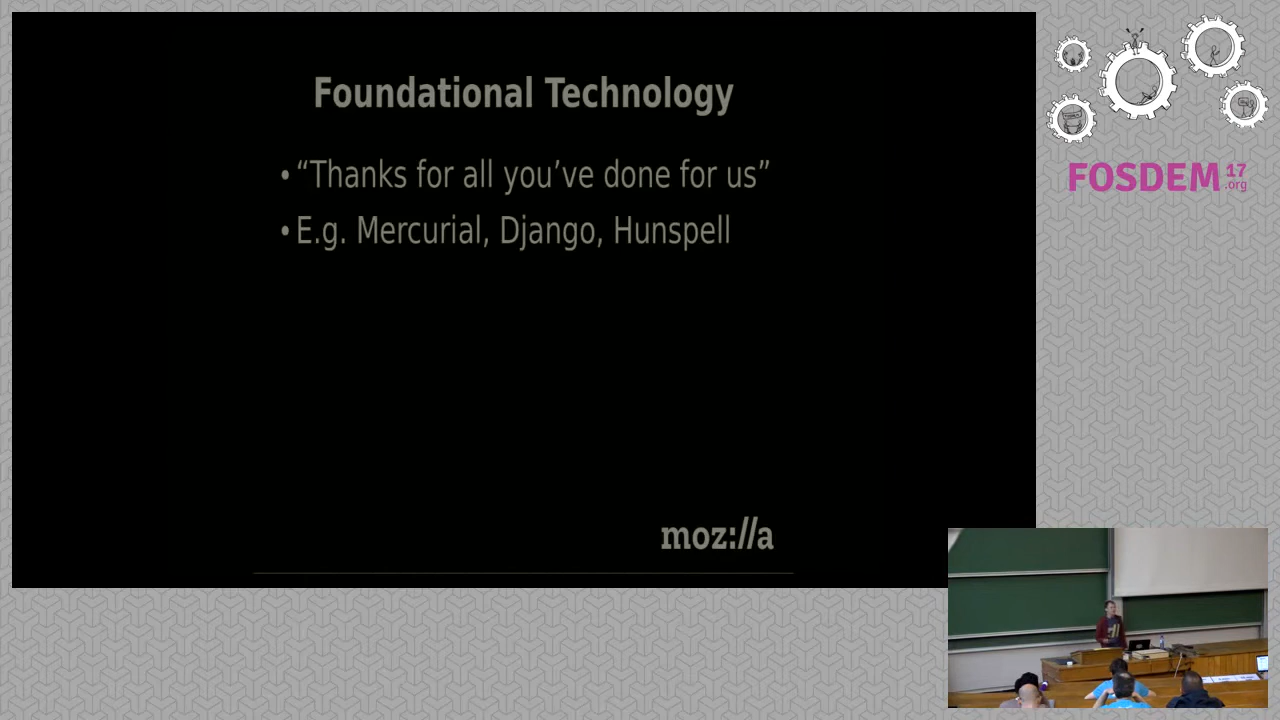 Foundational Technology
• “Thanks for all you’ve done for us”
• E.g. Mercurial, Django, Hunspell
moz://a
FOSDEM 17
.org